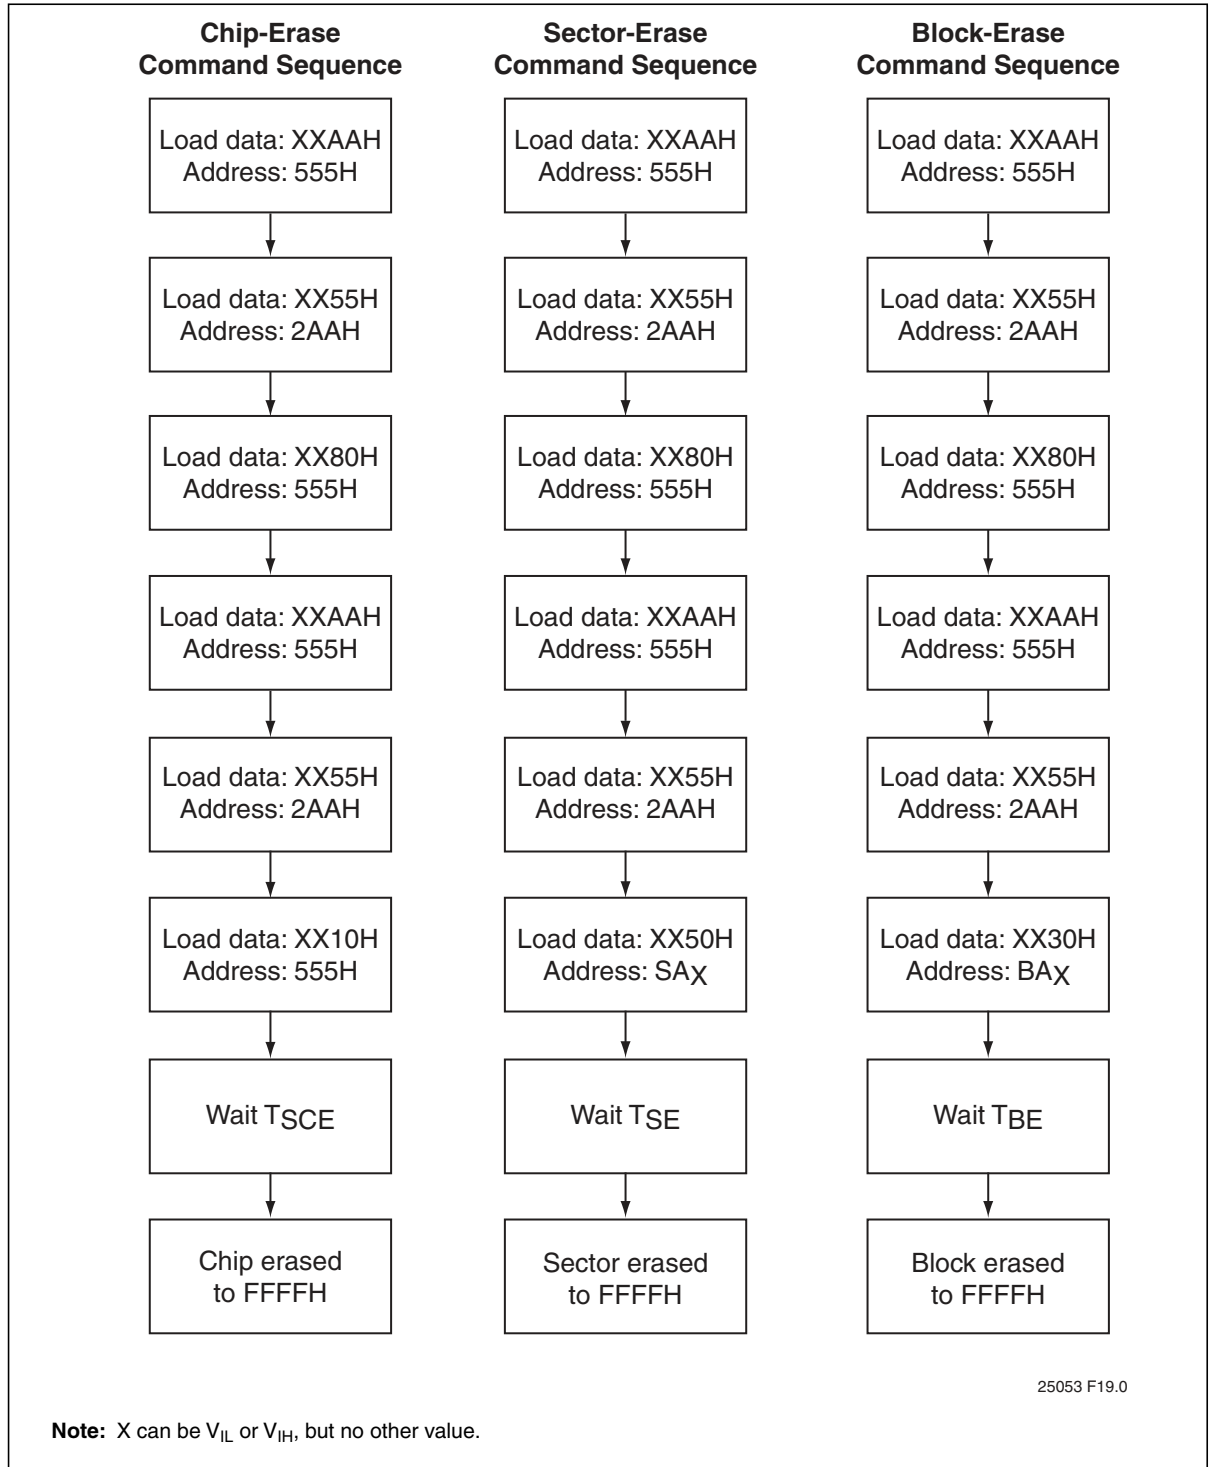 Chip-Erase
Command Sequence
Load data: XXAAH
Address: 555H
Load data: XX55H
Address: 2AAH
Load data: XX80H
Address: 555H
Load data: XXAAH
Address: 555H
Load data: XX55H
Address: 2AAH
Load data: XX10H
Address: 555H
Wait TSCE
Chip erased
to FFFFH
Sector-Erase
Command Sequence
Load data: XXAAH
Address: 555H
Load data: XX55H
Address: 2AAH
Load data: XX80H
Address: 555H
Load data: XXAAH
Address: 555H
Load data: XX55H
Address: 2AAH
Load data: XX50H
Address: SAX
Wait TSE
Sector erased
to FFFFH
Block-Erase
Command Sequence
Load data: XXAAH
Address: 555H
Load data: XX55H
Address: 2AAH
Load data: XX80H
Address: 555H
Load data: XXAAH
Address: 555H
Load data: XX55H
Address: 2AAH
Load data: XX30H
Address: BAX
Wait TBE
Block erased
to FFFFH
25053 F19.0
Note: X can be VIL or VIH, but no other value.